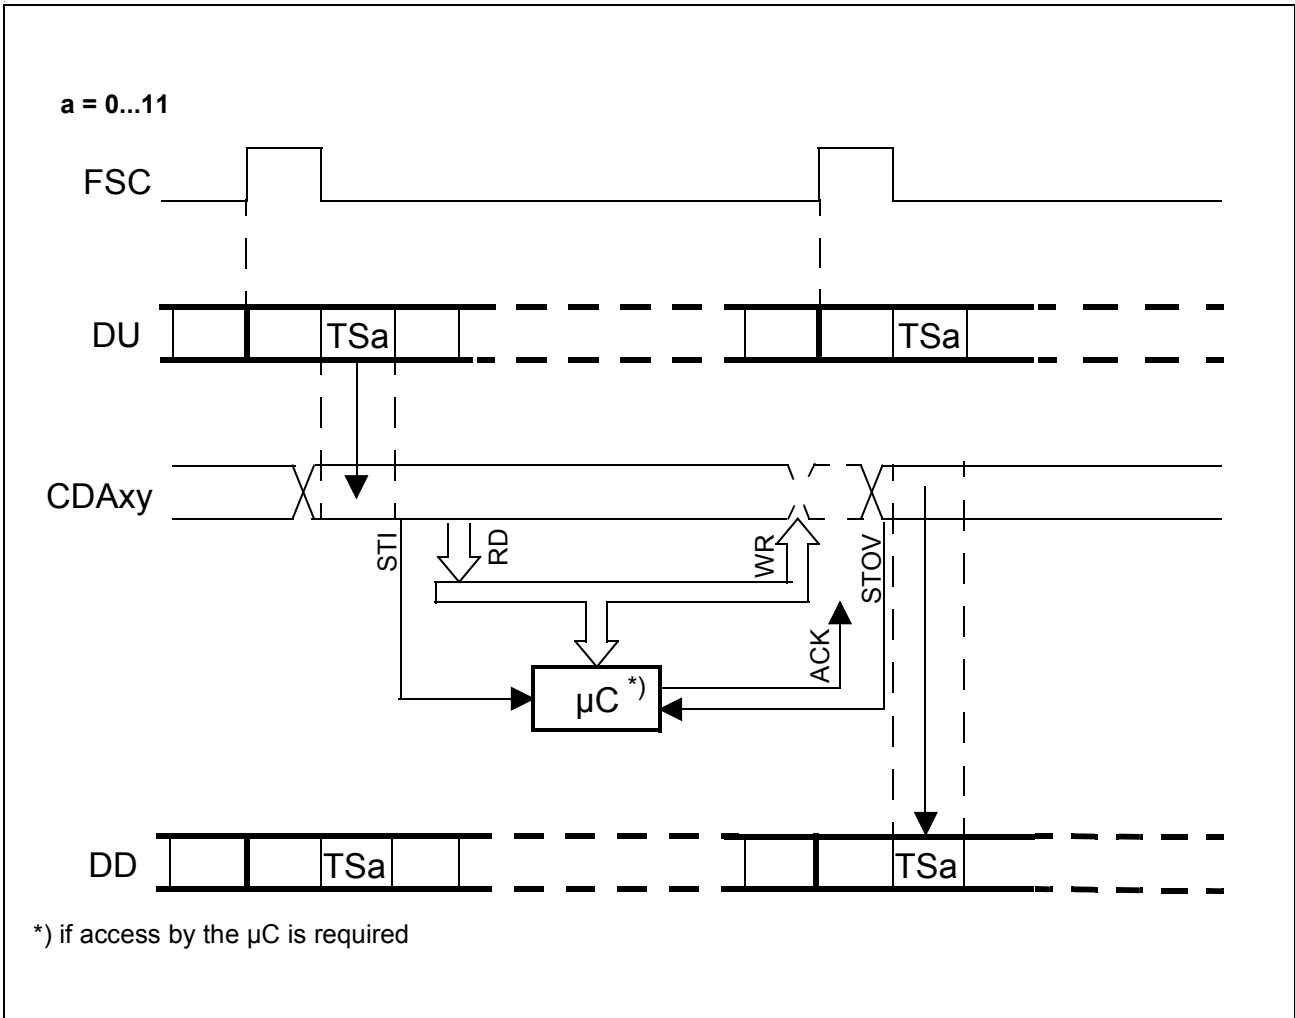 a = 0...11
FSC
DU
TSa
TSa
CDAxy
STI
RD
WR
STOV
ACK
µC *)
DD
TSa
TSa
*) if access by the µC is required